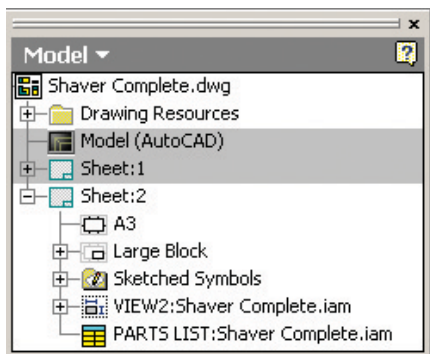 Model
Shaver Complete.dwg
Drawing Resources
Model (AutoCAD)
Sheet:1
Sheet:2
A3
Large Block
Sketched Symbols
VIEW2:Shaver Complete.iam
PARTS LIST:Shaver Complete.iam